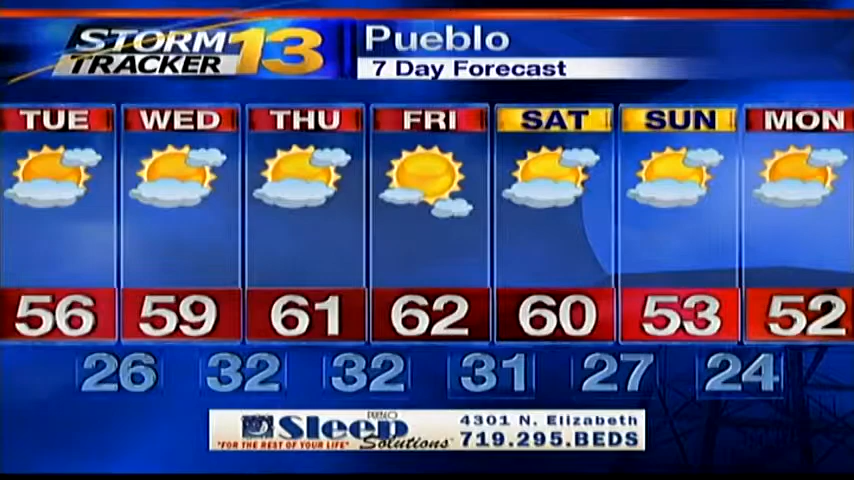 STORM
TRACKER 13
Pueblo
7 Day Forecast
TUE WED THU FRI SAT SUN MON
56 59 61 62 60 53 52
26 32 32 31 27 24
PUEBLO
Sleep
Solutions
"FOR THE REST OF YOUR LIFE"
4301 N. Elizabeth
719.295.BEDS